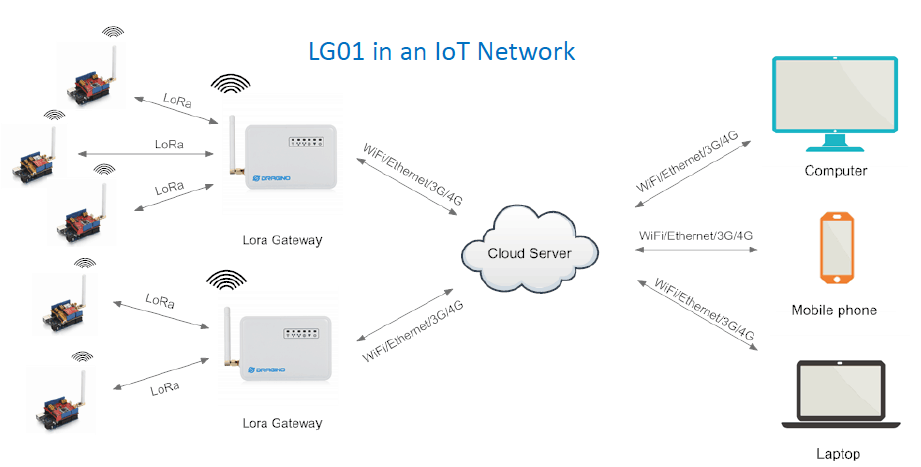 LG01 in an IoT Network
LoRa
LoRa
LoRa
DRAGINO
Lora Gateway
LoRa
LoRa
DRAGINO
Lora Gateway
WiFi/Ethernet/3G/4G
WiFi/Ethernet/3G/4G
Cloud Server
WiFi/Ethernet/3G/4G
WiFi/Ethernet/3G/4G
WiFi/Ethernet/3G/4G
Computer
Mobile phone
Laptop